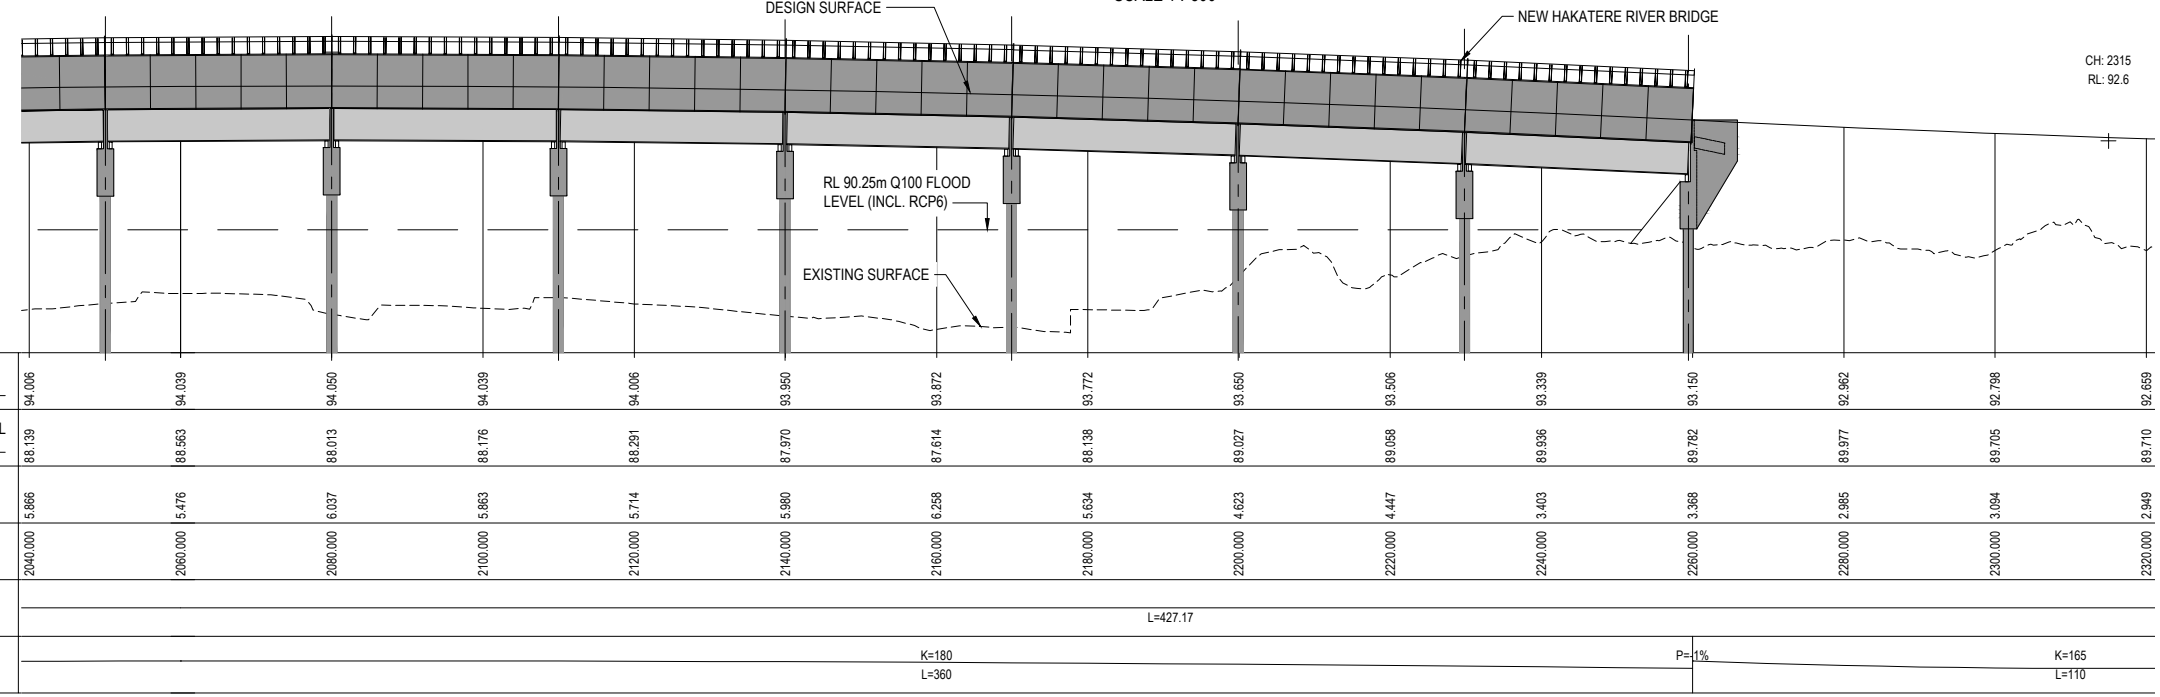 DESIGN SURFACE
NEW HAKATERE RIVER BRIDGE
CH: 2315
RL: 92.6
RL 90.25m Q100 FLOOD
LEVEL (INCL. RCP6)
EXISTING SURFACE
94.006 94.039 94.050 94.039 94.006 93.950 93.872 93.772 93.650 93.506 93.339 93.150 92.962 92.798 92.659
L 88.139 88.563 88.013 88.176 88.291 87.970 87.614 88.138 89.027 89.058 89.936 89.782 89.977 89.705 89.710
5.866 5.476 6.037 5.863 5.714 5.980 6.258 5.634 4.623 4.447 3.403 3.368 2.985 3.094 2.949
2040.000 2060.000 2080.000 2100.000 2120.000 2140.000 2160.000 2180.000 2200.000 2220.000 2240.000 2260.000 2280.000 2300.000 2320.000
L=427.17
K=180 P=-1% K=165
L=360 L=110